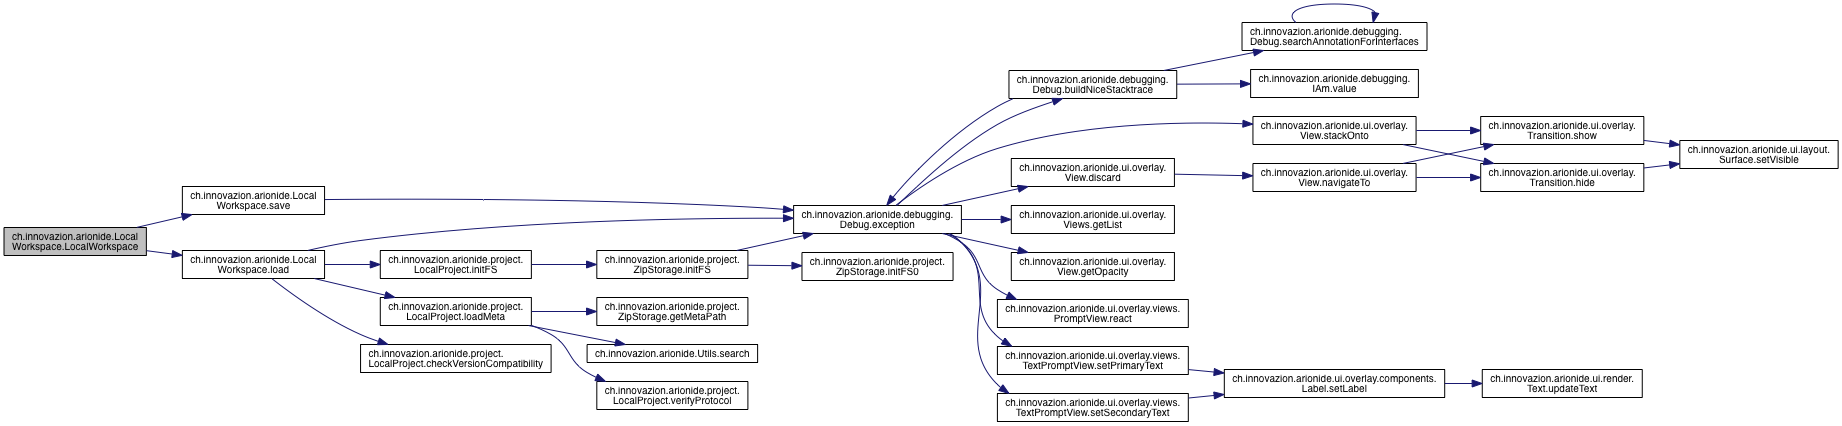 ch.innovazion.arionide.Local
Workspace.LocalWorkspace
ch.innovazion.arionide.Local
Workspace.save
ch.innovazion.arionide.Local
Workspace.load
ch.innovazion.arionide.project.
LocalProject.initFS
ch.innovazion.arionide.project.
LocalProject.loadMeta
ch.innovazion.arionide.project.
LocalProject.checkVersionCompatibility
ch.innovazion.arionide.project.
ZipStorage.initFS
ch.innovazion.arionide.project.
ZipStorage.getMetaPath
ch.innovazion.arionide.Utils.search
ch.innovazion.arionide.project.
LocalProject.verifyProtocol
ch.innovazion.arionide.debugging.
Debug.exception
ch.innovazion.arionide.project.
ZipStorage.initFS0
ch.innovazion.arionide.debugging.
Debug.buildNiceStacktrace
ch.innovazion.arionide.ui.overlay.
View.discard
ch.innovazion.arionide.ui.overlay.
Views.getList
ch.innovazion.arionide.ui.overlay.
View.getOpacity
ch.innovazion.arionide.ui.overlay.views.
PromptView.react
ch.innovazion.arionide.ui.overlay.views.
TextPromptView.setPrimaryText
ch.innovazion.arionide.ui.overlay.views.
TextPromptView.setSecondaryText
ch.innovazion.arionide.debugging.
Debug.searchAnnotationForInterfaces
ch.innovazion.arionide.debugging.
IAm.value
ch.innovazion.arionide.ui.overlay.
View.stackOnto
ch.innovazion.arionide.ui.overlay.
View.navigateTo
ch.innovazion.arionide.ui.overlay.components.
Label.setLabel
ch.innovazion.arionide.ui.overlay.
Transition.show
ch.innovazion.arionide.ui.overlay.
Transition.hide
ch.innovazion.arionide.ui.render.
Text.updateText
ch.innovazion.arionide.ui.layout.
Surface.setVisible